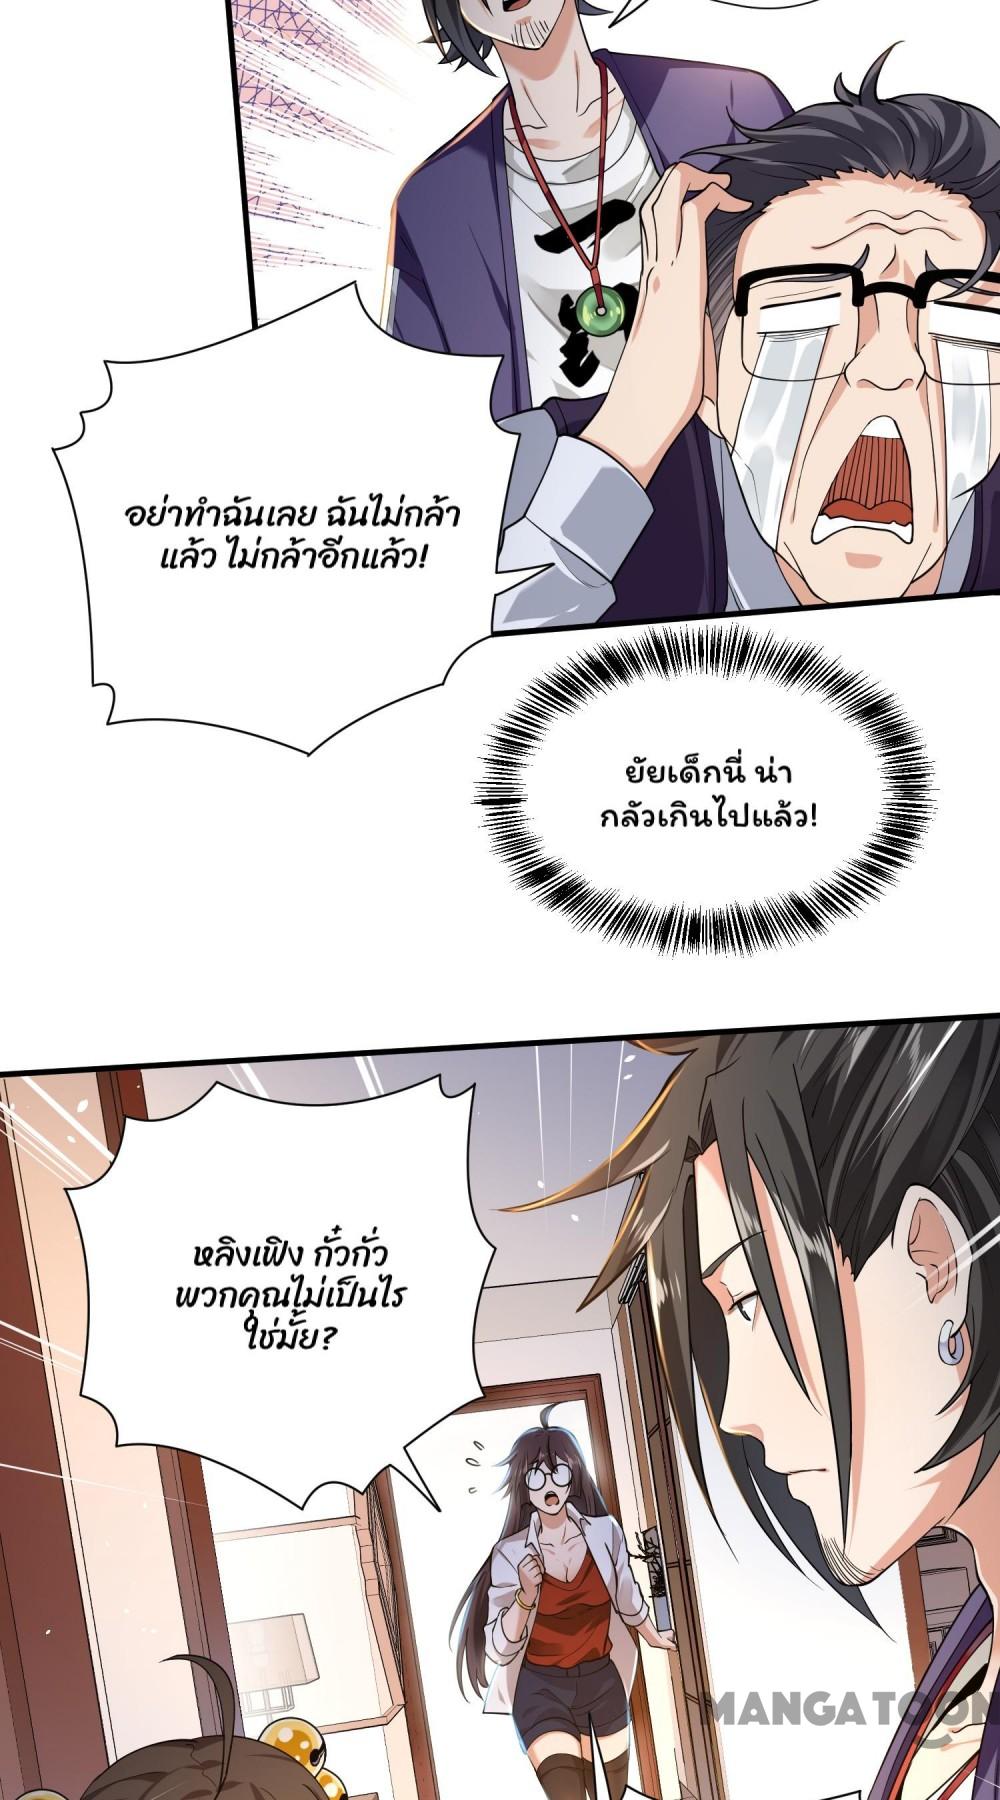 อย่าทำฉันเลย ฉันไม่กล้า
แล้ว ไม่กล้าอีกแล้ว!
ยัยเด็กนี่ น่า
กลัวเกินไปแล้ว!
หลิงเฟิง กั๋วกั่ว
พวกคุณไม่เป็นไร
ใช่มั้ย?
MANGATOON